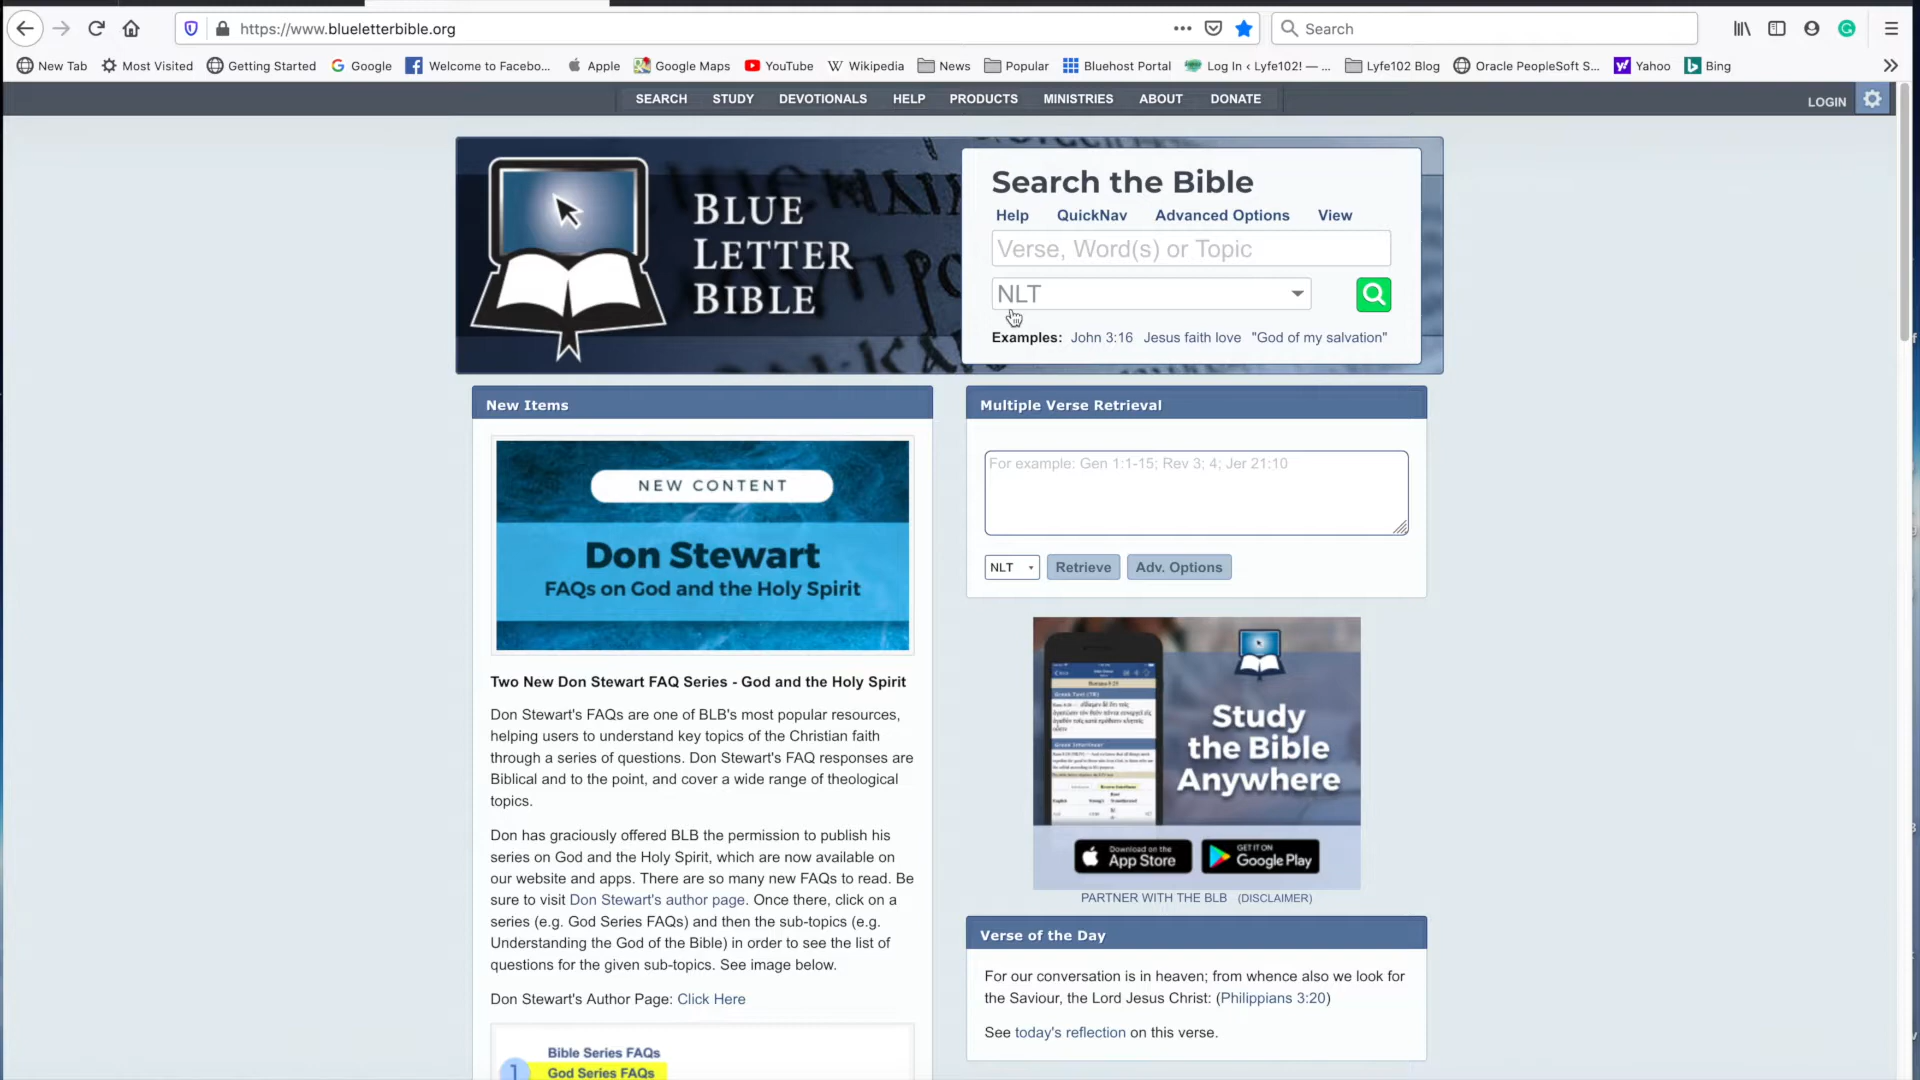 https://www.blueletterbible.org
Search
New Tab
Most Visited
Getting Started
Google
Welcome to Facebo...
Apple
Google Maps
YouTube
Wikipedia
News
Popular
Bluehost Portal
Log In ‹ Lyfe102! — ...
Lyfe102 Blog
Oracle PeopleSoft S...
Yahoo
Bing
SEARCH
STUDY
DEVOTIONALS
HELP
PRODUCTS
MINISTRIES
ABOUT
DONATE
LOGIN
BLUE
LETTER
BIBLE
Search the Bible
Help QuickNav Advanced Options View
Verse, Word(s) or Topic
NLT
Examples: John 3:16 Jesus faith love "God of my salvation"
New Items
NEW CONTENT
Don Stewart
FAQs on God and the Holy Spirit
Two New Don Stewart FAQ Series - God and the Holy Spirit
Don Stewart's FAQs are one of BLB's most popular resources,
helping users to understand key topics of the Christian faith
through a series of questions. Don Stewart's FAQ responses are
Biblical and to the point, and cover a wide range of theological
topics.
Don has graciously offered BLB the permission to publish his
series on God and the Holy Spirit, which are now available on
our website and apps. There are so many new FAQs to read. Be
sure to visit Don Stewart's author page. Once there, click on a
series (e.g. God Series FAQs) and then the sub-topics (e.g.
Understanding the God of the Bible) in order to see the list of
questions for the given sub-topics. See image below.
Don Stewart's Author Page: Click Here
Bible Series FAQs
1 God Series FAQs
Multiple Verse Retrieval
For example: Gen 1:1-15; Rev 3; 4; Jer 21:10
NLT Retrieve Adv. Options
Study
the Bible
Anywhere
Download on the
App Store
GET IT ON
Google Play
PARTNER WITH THE BLB (DISCLAIMER)
Verse of the Day
For our conversation is in heaven; from whence also we look for
the Saviour, the Lord Jesus Christ: (Philippians 3:20)
See today's reflection on this verse.